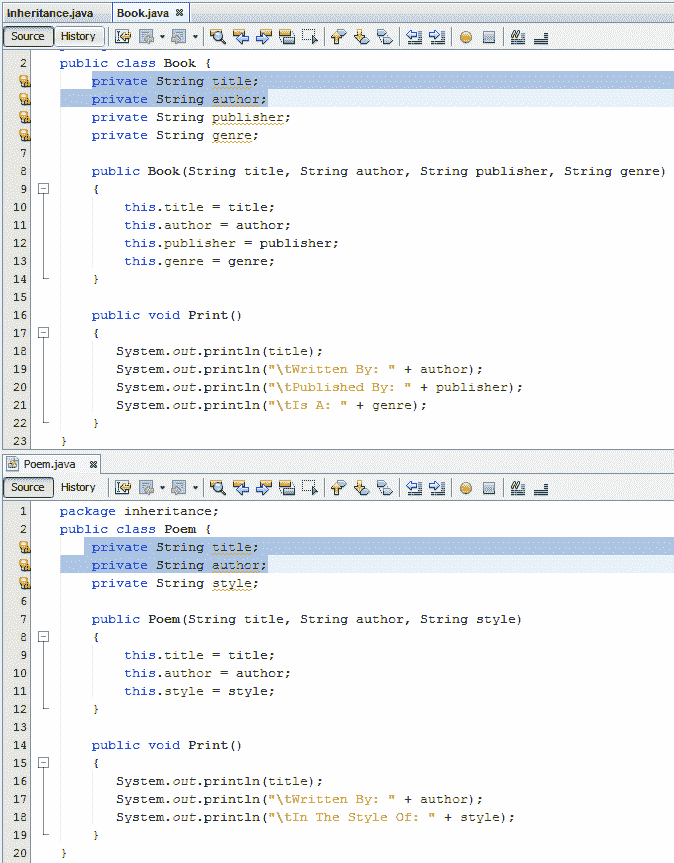 Inheritance.java Book.java
Source History
2 public class Book {
private String title;
private String author;
private String publisher;
private String genre;
7
8 public Book(String title, String author, String publisher, String genre)
9 {
10 this.title = title;
11 this.author = author;
12 this.publisher = publisher;
13 this.genre = genre;
14 }
15
16 public void Print()
17 {
18 System.out.println(title);
19 System.out.println("\tWritten By: " + author);
20 System.out.println("\tPublished By: " + publisher);
21 System.out.println("\tIs A: " + genre);
22 }
23 }
Poem.java
Source History
1 package inheritance;
2 public class Poem {
private String title;
private String author;
private String style;
6
7 public Poem(String title, String author, String style)
8 {
9 this.title = title;
10 this.author = author;
11 this.style = style;
12 }
13
14 public void Print()
15 {
16 System.out.println(title);
17 System.out.println("\tWritten By: " + author);
18 System.out.println("\tIn The Style Of: " + style);
19 }
20 }